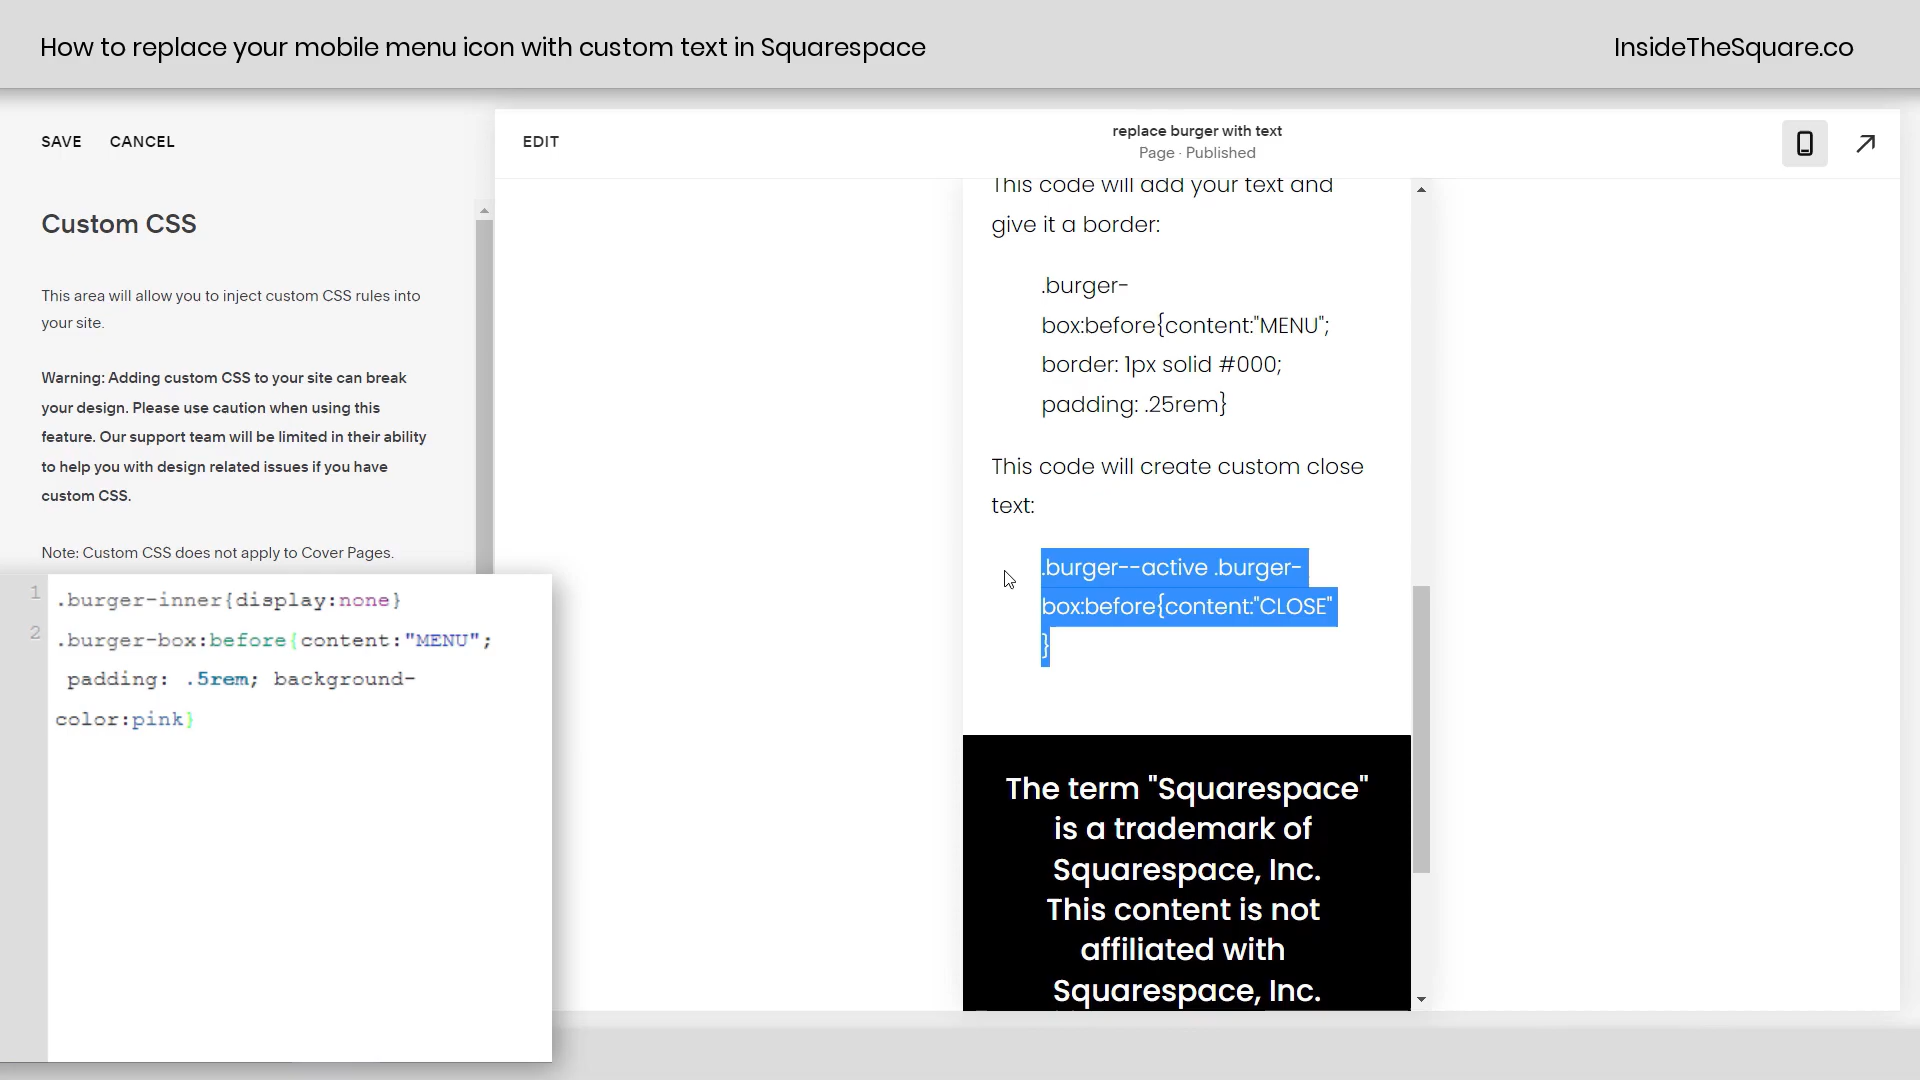 How to replace your mobile menu icon with custom text in Squarespace
InsideTheSquare.co
SAVE CANCEL
Custom CSS
This area will allow you to inject custom CSS rules into
your site.
Warning: Adding custom CSS to your site can break
your design. Please use caution when using this
feature. Our support team will be limited in their ability
to help you with design related issues if you have
custom CSS.
Note: Custom CSS does not apply to Cover Pages.
1 .burger-inner{display:none}
2 .burger-box:before{content:"MENU";
padding: .5rem; background-
color:pink}
EDIT
replace burger with text
Page · Published
This code will add your text and
give it a border:
.burger-
box:before{content:"MENU";
border: 1px solid #000;
padding: .25rem}
This code will create custom close
text:
.burger--active .burger-
box:before{content:"CLOSE"
}
The term "Squarespace"
is a trademark of
Squarespace, Inc.
This content is not
affiliated with
Squarespace, Inc.